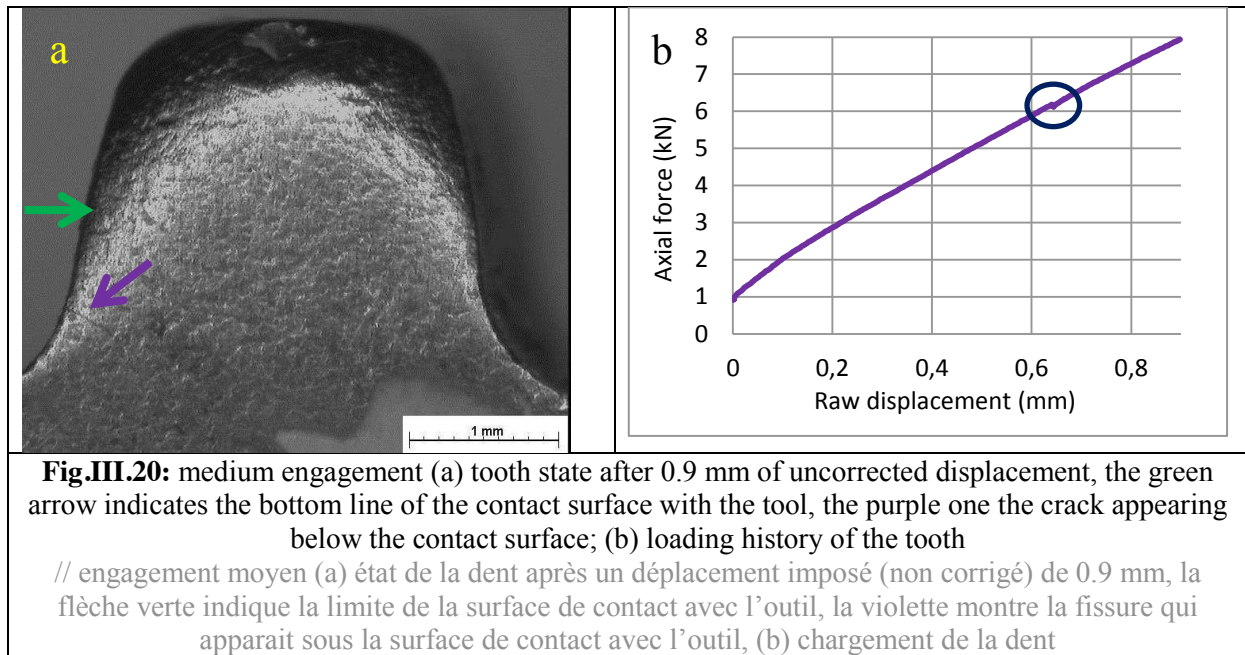 a
1 mm
b
8
7
6
5
4
3
2
1
0
Axial force (kN)
0 0,2 0,4 0,6 0,8
Raw displacement (mm)
Fig.III.20: medium engagement (a) tooth state after 0.9 mm of uncorrected displacement, the green
arrow indicates the bottom line of the contact surface with the tool, the purple one the crack appearing
below the contact surface; (b) loading history of the tooth
// engagement moyen (a) état de la dent après un déplacement imposé (non corrigé) de 0.9 mm, la
flèche verte indique la limite de la surface de contact avec l’outil, la violette montre la fissure qui
apparait sous la surface de contact avec l’outil, (b) chargement de la dent